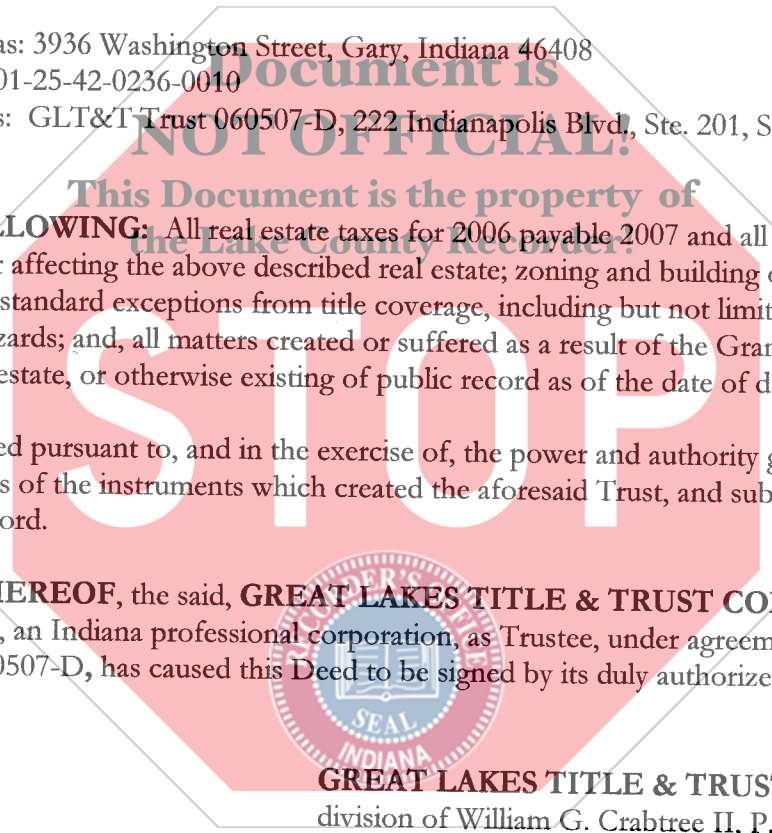 as: 3936 Washington Street, Gary, Indiana 46408
Document is
01-25-42-0236-0010
s: GLT&T Trust 060507-D, 222 Indianapolis Blvd., Ste. 201, S
NOT OFFICIAL!
This Document is the property of
LLOWING: All real estate taxes for 2006 payable 2007 and all
the Lake County Recorder!
r affecting the above described real estate; zoning and building
standard exceptions from title coverage, including but not limit
zards; and, all matters created or suffered as a result of the Gran
estate, or otherwise existing of public record as of the date of d
STOP
ed pursuant to, and in the exercise of, the power and authority g
s of the instruments which created the aforesaid Trust, and sub
ord.
HEREOF, the said, GREAT LAKES TITLE & TRUST CO
, an Indiana professional corporation, as Trustee, under agreem
0507-D, has caused this Deed to be signed by its duly authorize
RECORDER'S OFFICE
SEAL
INDIANA
GREAT LAKES TITLE & TRUST
division of William G. Crabtree II, P.